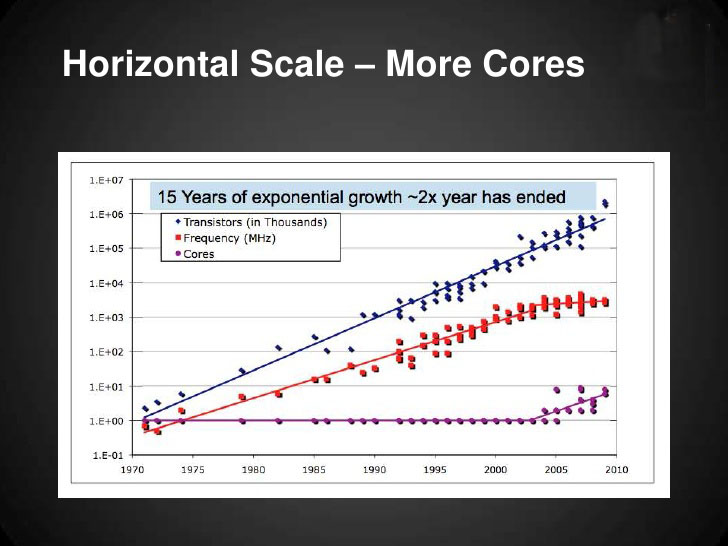 Horizontal Scale – More Cores
15 Years of exponential growth ~2x year has ended
Transistors (in Thousands)
Frequency (MHz)
Cores
1.E+07
1.E+06
1.E+05
1.E+04
1.E+03
1.E+02
1.E+01
1.E+00
1.E-01
1970 1975 1980 1985 1990 1995 2000 2005 2010